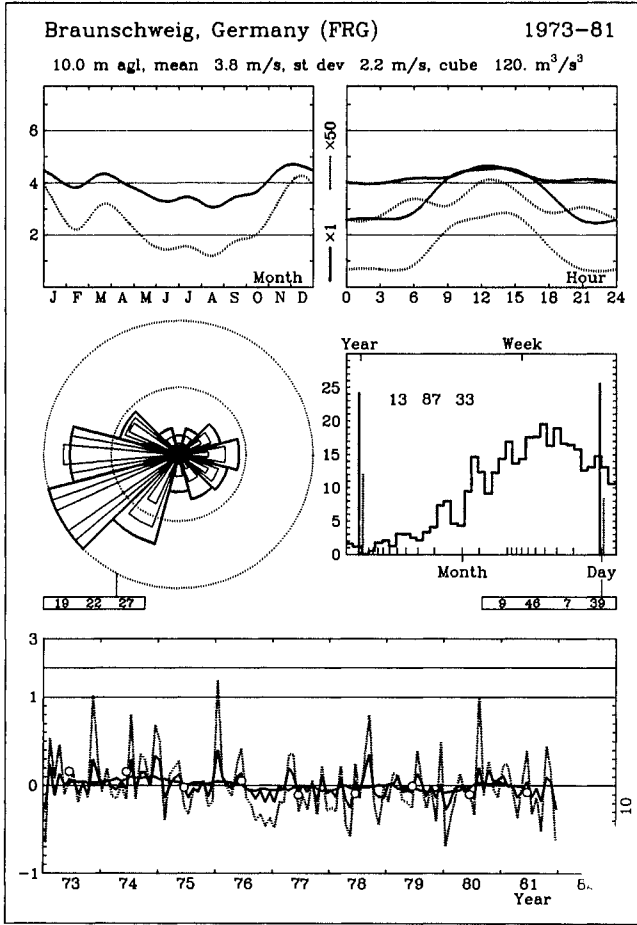 Braunschweig, Germany (FRG) 1973-81
10.0 m agl, mean 3.8 m/s, st dev 2.2 m/s, cube 120. m³/s³
6
4
2
Month
J F M A M J J A S O N D
×1 ×50
Hour
0 3 6 9 12 15 18 21 24
Year Week
25
20
15
10
5
0
13 87 33
Month Day
19 22 27
9 46 7 39
3
1
0
-1
10
73 74 75 76 77 78 79 80 81
Year